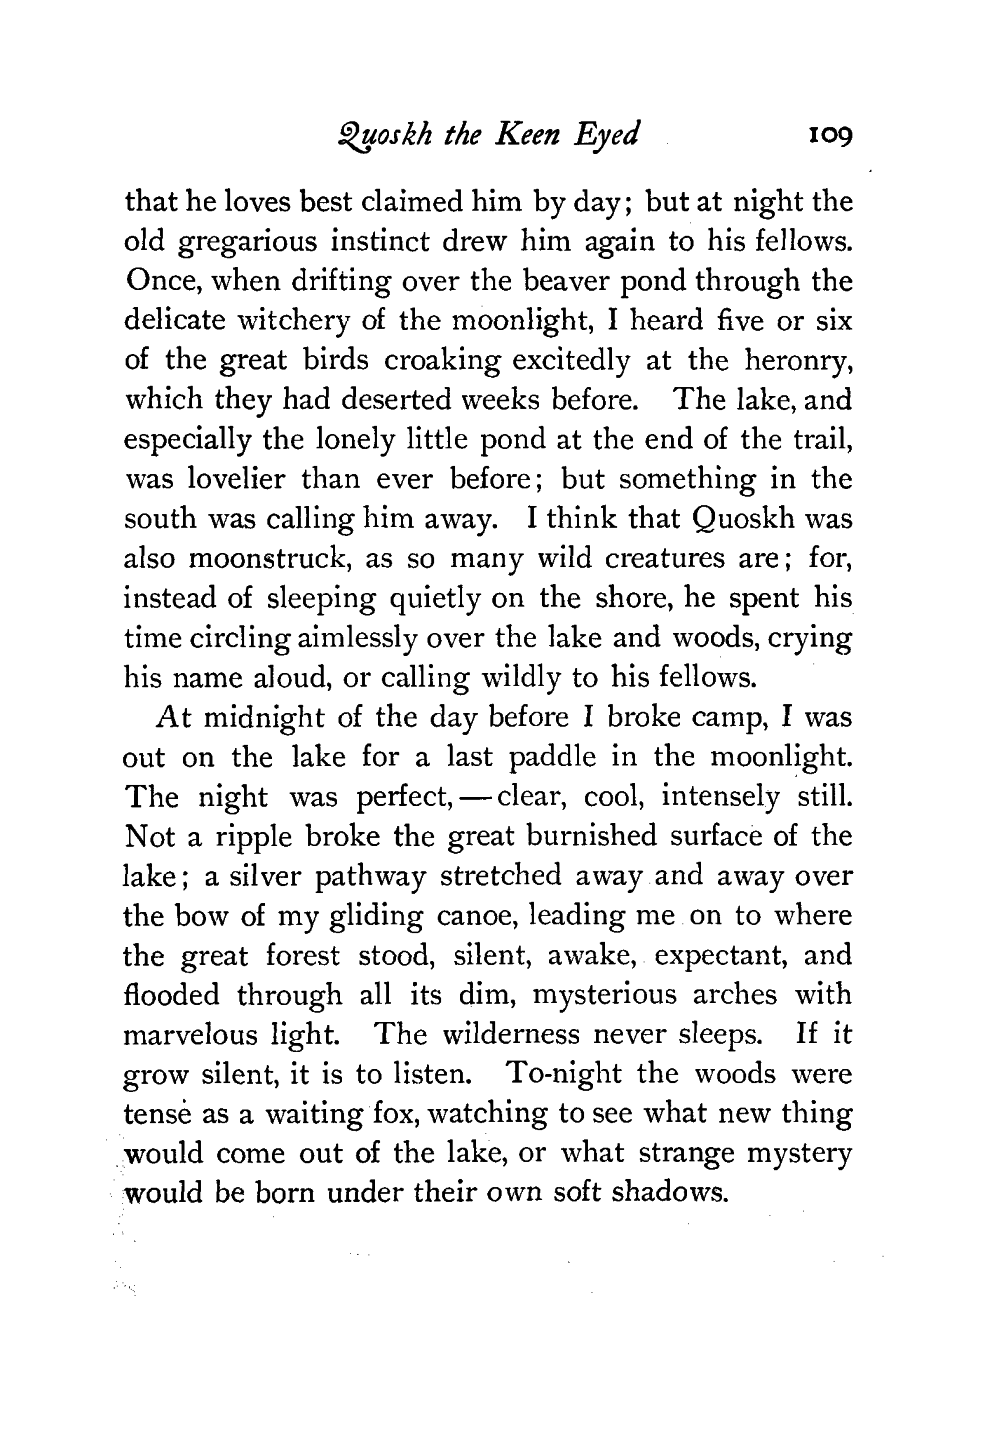 Quoskh the Keen Eyed 109
that he loves best claimed him by day; but at night the
old gregarious instinct drew him again to his fellows.
Once, when drifting over the beaver pond through the
delicate witchery of the moonlight, I heard five or six
of the great birds croaking excitedly at the heronry,
which they had deserted weeks before. The lake, and
especially the lonely little pond at the end of the trail,
was lovelier than ever before; but something in the
south was calling him away. I think that Quoskh was
also moonstruck, as so many wild creatures are; for,
instead of sleeping quietly on the shore, he spent his
time circling aimlessly over the lake and woods, crying
his name aloud, or calling wildly to his fellows.
At midnight of the day before I broke camp, I was
out on the lake for a last paddle in the moonlight.
The night was perfect,—clear, cool, intensely still.
Not a ripple broke the great burnished surface of the
lake; a silver pathway stretched away and away over
the bow of my gliding canoe, leading me on to where
the great forest stood, silent, awake, expectant, and
flooded through all its dim, mysterious arches with
marvelous light. The wilderness never sleeps. If it
grow silent, it is to listen. To-night the woods were
tense as a waiting fox, watching to see what new thing
would come out of the lake, or what strange mystery
would be born under their own soft shadows.